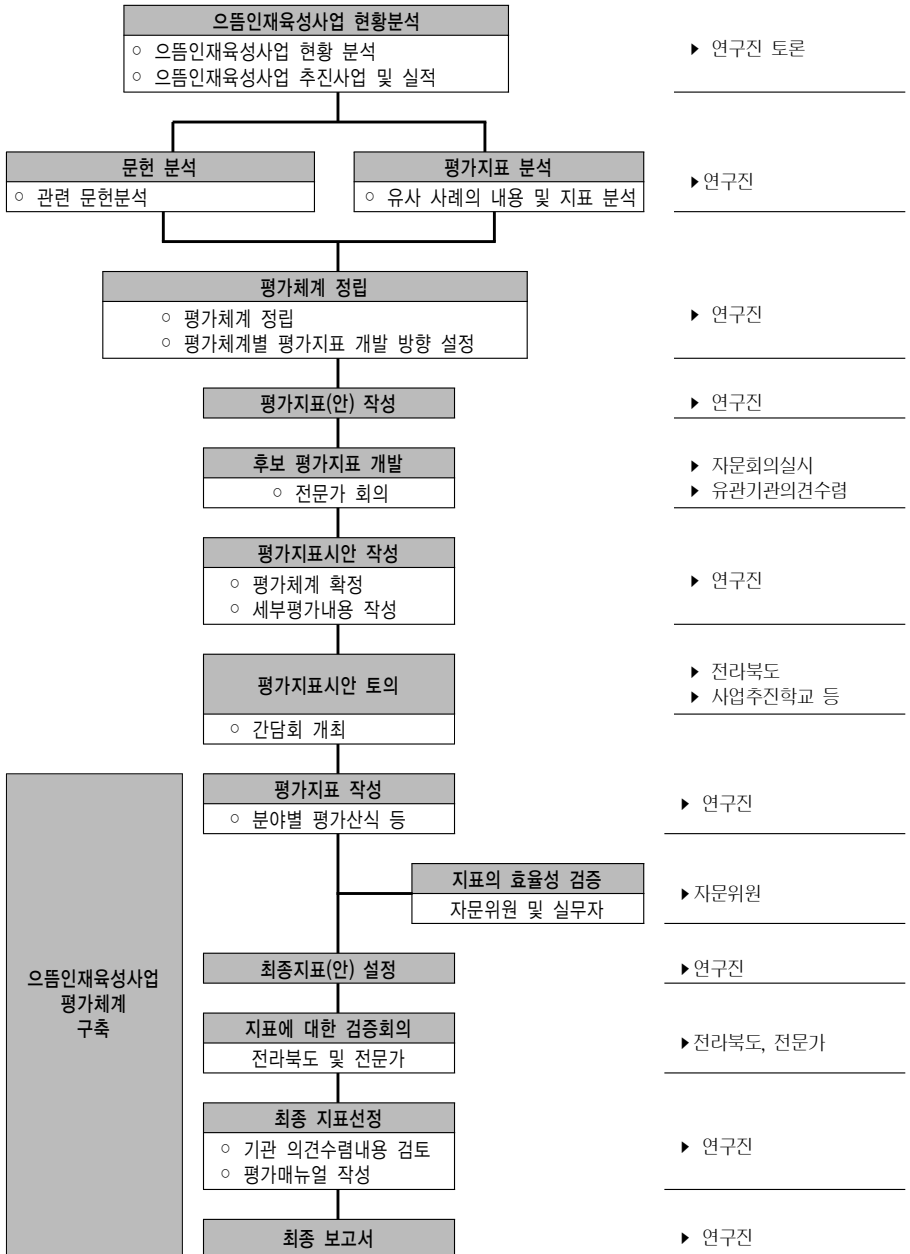 으뜸인재육성사업 현황분석
○ 으뜸인재육성사업 현황 분석
○ 으뜸인재육성사업 추진사업 및 실적
▶ 연구진 토론
문헌 분석
○ 관련 문헌분석
평가지표 분석
○ 유사 사례의 내용 및 지표 분석
▶연구진
평가체계 정립
○ 평가체계 정립
○ 평가체계별 평가지표 개발 방향 설정
▶ 연구진
평가지표(안) 작성
▶ 연구진
후보 평가지표 개발
○ 전문가 회의
▶ 자문회의실시
▶ 유관기관의견수렴
평가지표시안 작성
○ 평가체계 확정
○ 세부평가내용 작성
▶ 연구진
평가지표시안 토의
○ 간담회 개최
▶ 전라북도
▶ 사업추진학교 등
평가지표 작성
○ 분야별 평가산식 등
▶ 연구진
지표의 효율성 검증
자문위원 및 실무자
▶자문위원
으뜸인재육성사업
평가체계
구축
최종지표(안) 설정
▶연구진
지표에 대한 검증회의
전라북도 및 전문가
▶전라북도, 전문가
최종 지표선정
○ 기관 의견수렴내용 검토
○ 평가매뉴얼 작성
▶ 연구진
최종 보고서
▶ 연구진